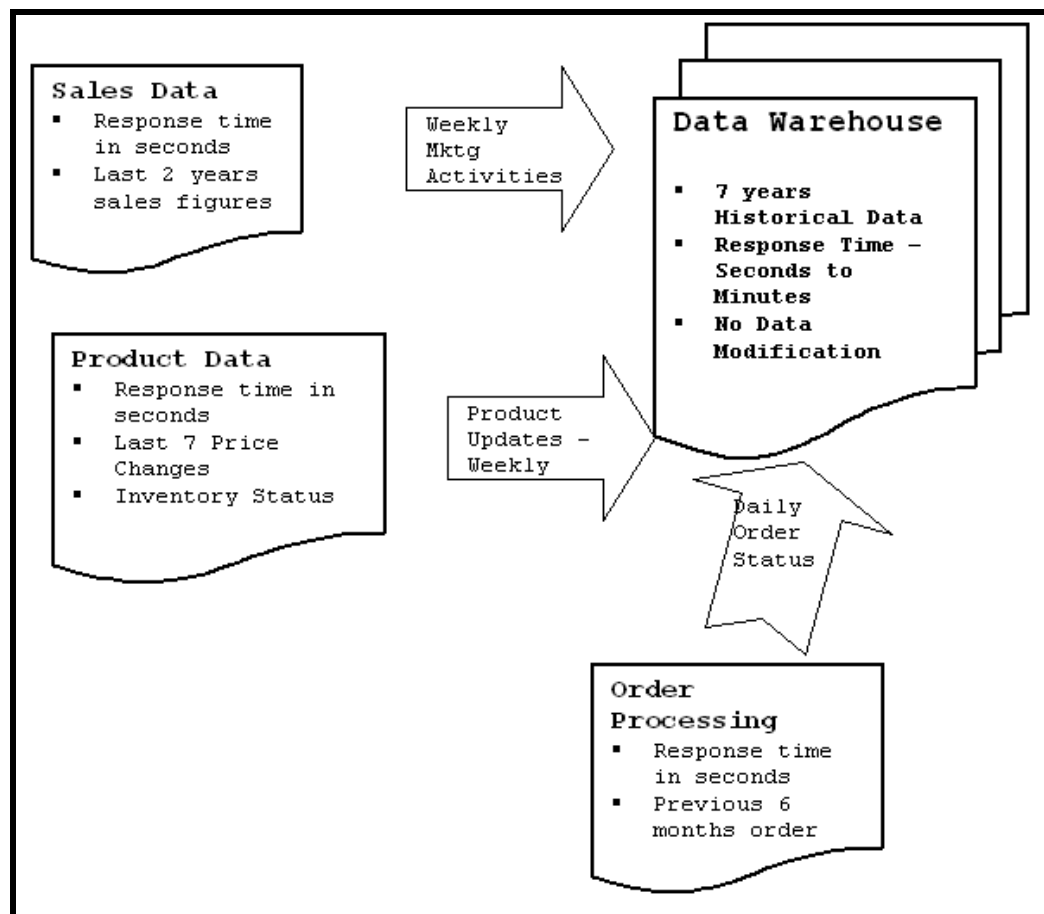 Sales Data
▪ Response time
in seconds
▪ Last 2 years
sales figures
Weekly
Mktg
Activities
Data Warehouse
▪ 7 years
Historical Data
▪ Response Time –
Seconds to
Minutes
▪ No Data
Modification
Product Data
▪ Response time in
seconds
▪ Last 7 Price
Changes
▪ Inventory Status
Product
Updates –
Weekly
Daily
Order
Status
Order
Processing
▪ Response time
in seconds
▪ Previous 6
months order